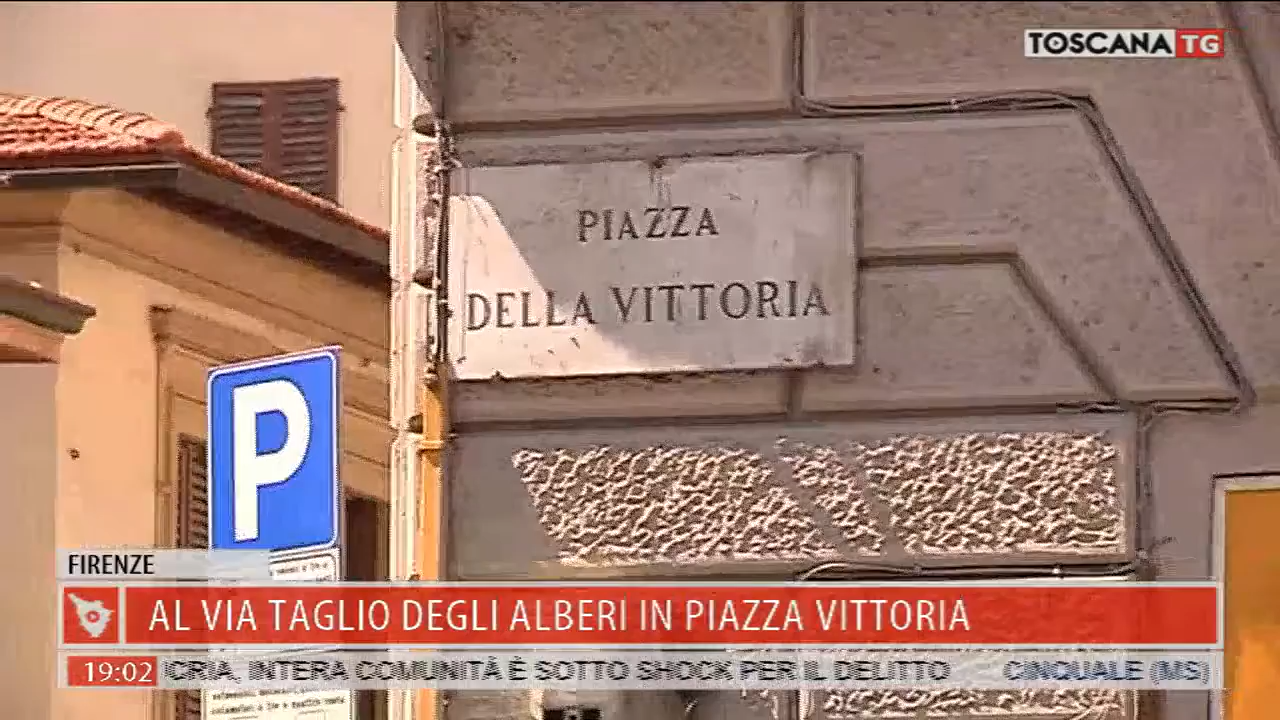 TOSCANA TG
PIAZZA
DELLA VITTORIA
P
FIRENZE
AL VIA TAGLIO DEGLI ALBERI IN PIAZZA VITTORIA
19:02 ICRIA, INTERA COMUNITÀ È SOTTO SHOCK PER IL DELITTO CINQUALE (MS)